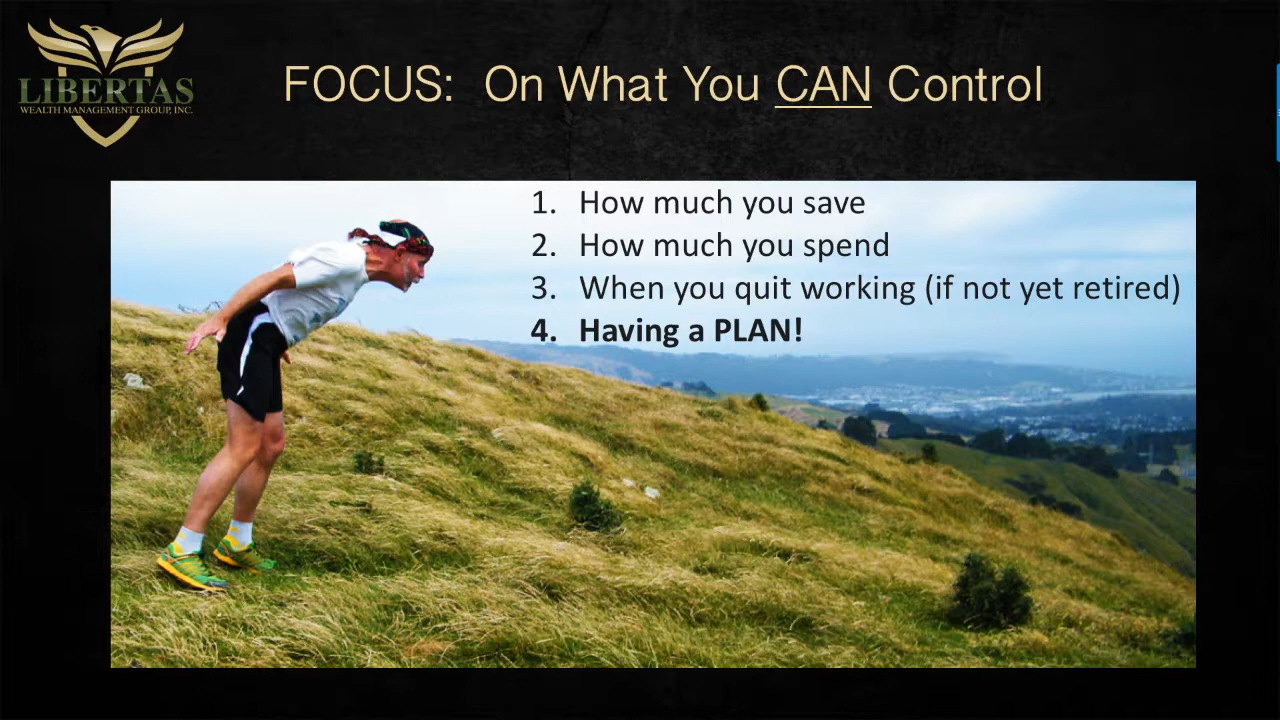 LIBERTAS
WEALTH MANAGEMENT GROUP, INC.
FOCUS: On What You CAN Control
1. How much you save
2. How much you spend
3. When you quit working (if not yet retired)
4. Having a PLAN!